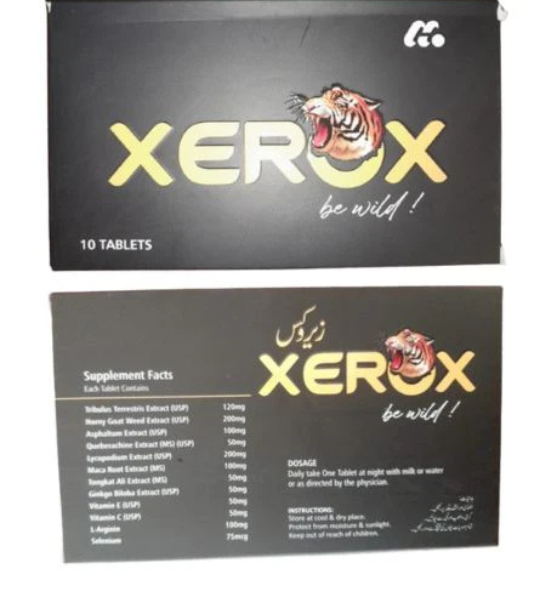 XEROX
be wild !
10 TABLETS
زیروکس
XEROX
be wild !
Supplement Facts
Each Tablet Contains
Tribulus Terrestris Extract (USP) 120mg
Horny Goat Weed Extract (USP) 200mg
Asphaltum Extract (USP) 100mg
Querbrachine Extract (MS) (USP) 50mg
Lycopodium Extract (USP) 200mg
Maca Root Extract (MS) 100mg
Tongkat Ali Extract (MS) 50mg
Ginkgo Biloba Extract (USP) 50mg
Vitamin E (USP) 50mg
Vitamin C (USP) 50mg
L-Arginin 100mg
Selenium 75mcg
DOSAGE
Daily take One Tablet at night with milk or water
or as directed by the physician.
INSTRUCTIONS:
Store at cool & dry place.
Protect from moisture & sunlight.
Keep out of reach of children.